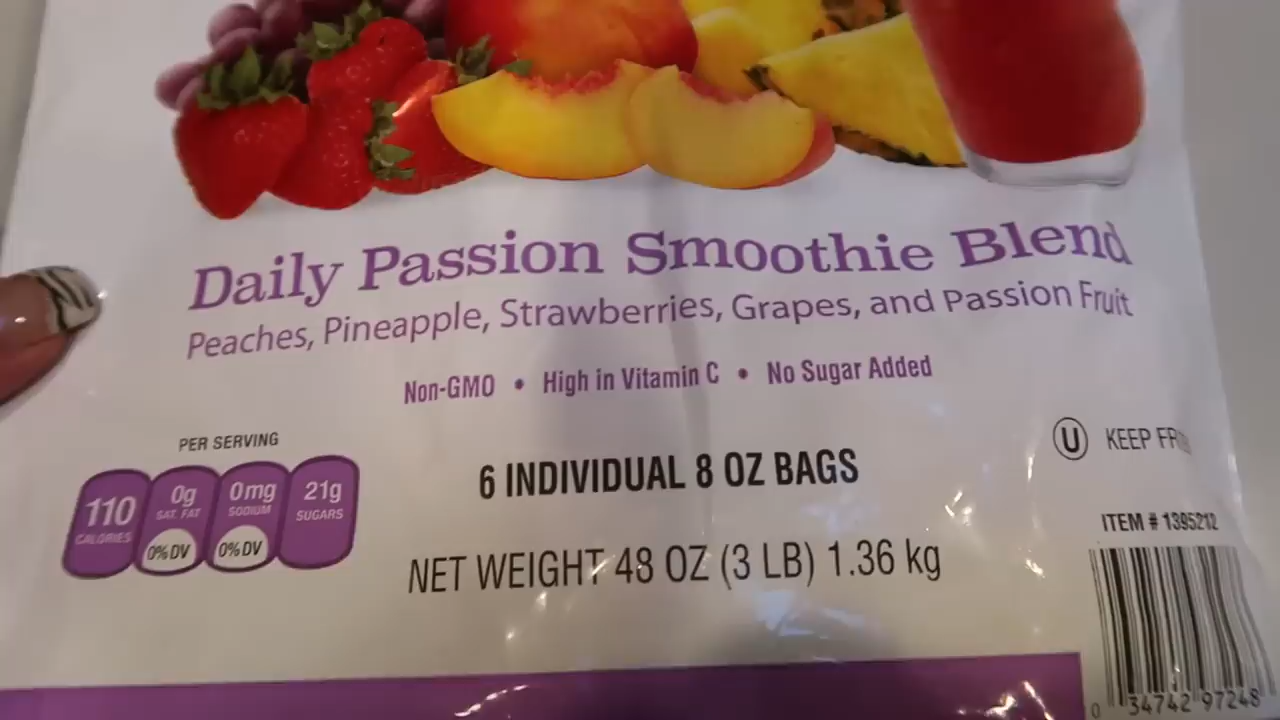 Daily Passion Smoothie Blend
Peaches, Pineapple, Strawberries, Grapes, and Passion Fruit
Non-GMO • High in Vitamin C • No Sugar Added
PER SERVING
110 CALORIES
0g SAT. FAT 0% DV
0mg SODIUM 0% DV
21g SUGARS
6 INDIVIDUAL 8 OZ BAGS
NET WEIGHT 48 OZ (3 LB) 1.36 kg
U KEEP
ITEM # 1395212
0 34742 97248